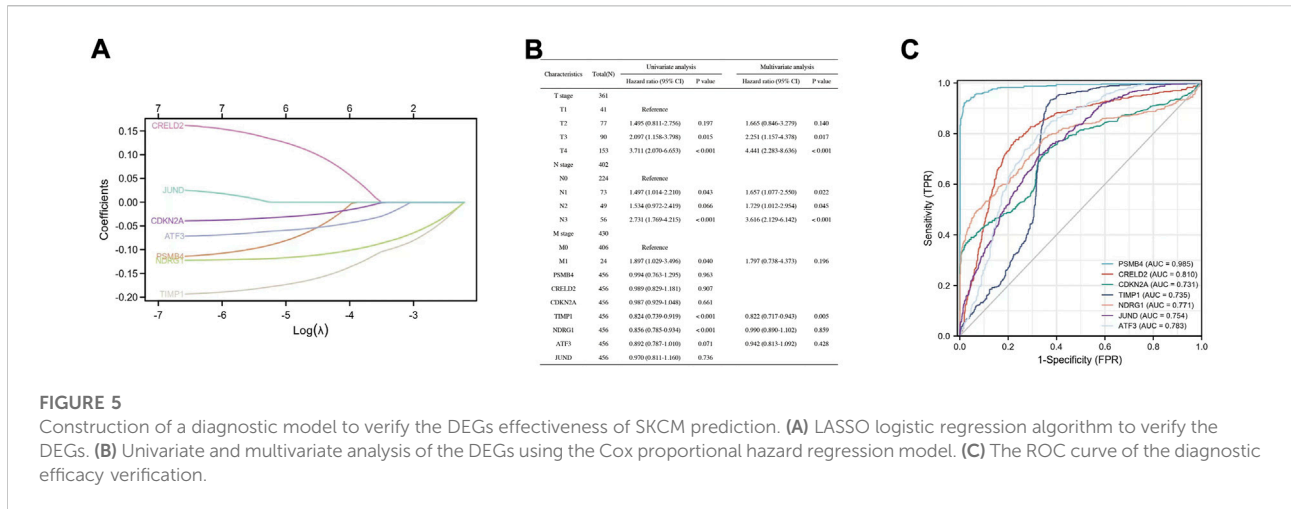 A
7 7 6 6 2
CRELD2
JUND
CDKN2A
ATF3
PSMB4
NDRG1
TIMP1
0.15
0.10
0.05
0.00
-0.05
-0.10
-0.15
-0.20
Coefficients
-7 -6 -5 -4 -3
Log(λ)
B
Univariate analysis Multivariate analysis
Characteristics Total(N) Hazard ratio (95% CI) P value Hazard ratio (95% CI) P value
T stage 361
T1 41 Reference
T2 77 1.495 (0.811-2.756) 0.197 1.665 (0.846-3.279) 0.140
T3 90 2.097 (1.158-3.798) 0.015 2.251 (1.157-4.378) 0.017
T4 153 3.711 (2.070-6.653) < 0.001 4.441 (2.283-8.636) < 0.001
N stage 402
N0 224 Reference
N1 73 1.497 (1.014-2.210) 0.043 1.657 (1.077-2.550) 0.022
N2 49 1.534 (0.972-2.419) 0.066 1.729 (1.012-2.954) 0.045
N3 56 2.731 (1.769-4.215) < 0.001 3.616 (2.129-6.142) < 0.001
M stage 430
M0 406 Reference
M1 24 1.897 (1.029-3.496) 0.040 1.797 (0.738-4.373) 0.196
PSMB4 456 0.994 (0.763-1.295) 0.963
CRELD2 456 0.989 (0.829-1.181) 0.907
CDKN2A 456 0.987 (0.929-1.048) 0.661
TIMP1 456 0.824 (0.739-0.919) < 0.001 0.822 (0.717-0.943) 0.005
NDRG1 456 0.856 (0.785-0.934) < 0.001 0.990 (0.890-1.102) 0.859
ATF3 456 0.892 (0.787-1.010) 0.071 0.942 (0.813-1.092) 0.428
JUND 456 0.970 (0.811-1.160) 0.736
C
1.0
0.8
0.6
0.4
0.2
0.0
Sensitivity (TPR)
PSMB4 (AUC = 0.985)
CRELD2 (AUC = 0.810)
CDKN2A (AUC = 0.731)
TIMP1 (AUC = 0.735)
NDRG1 (AUC = 0.771)
JUND (AUC = 0.754)
ATF3 (AUC = 0.783)
0.0 0.2 0.4 0.6 0.8 1.0
1-Specificity (FPR)
FIGURE 5
Construction of a diagnostic model to verify the DEGs effectiveness of SKCM prediction. (A) LASSO logistic regression algorithm to verify the
DEGs. (B) Univariate and multivariate analysis of the DEGs using the Cox proportional hazard regression model. (C) The ROC curve of the diagnostic
efficacy verification.